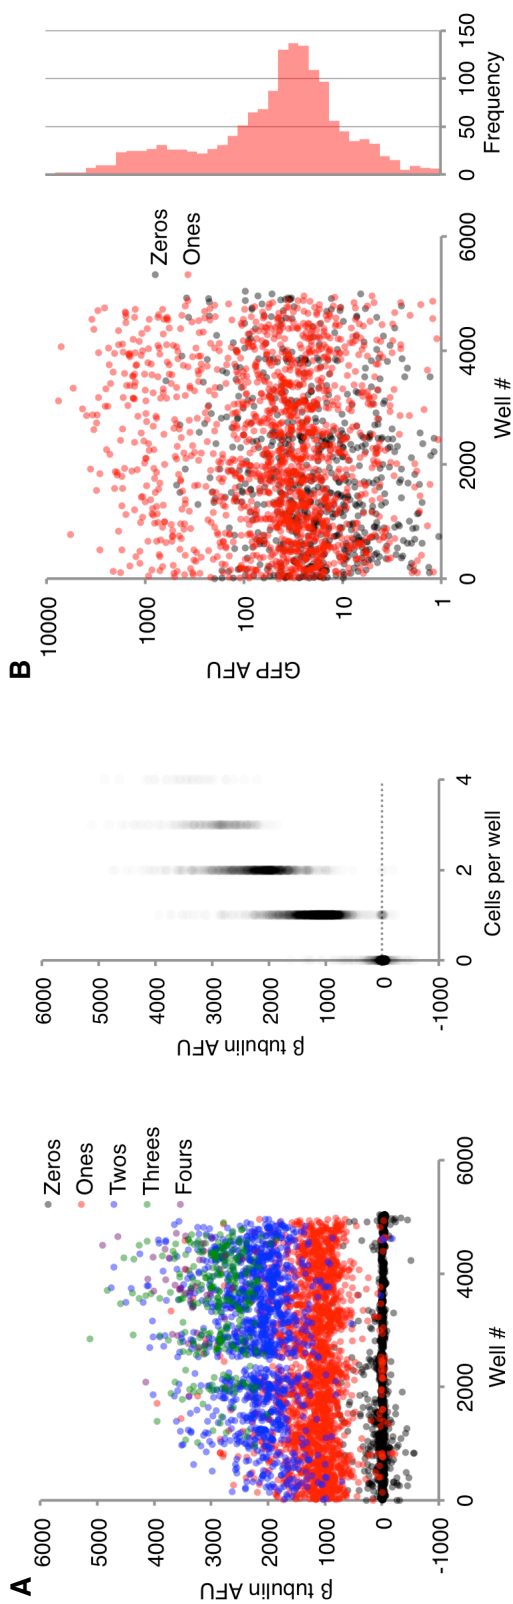 A
β tubulin AFU
6000
5000
4000
3000
2000
1000
0
-1000
0
2000
4000
6000
Well #
Zeros
Ones
Twos
Threes
Fours
β tubulin AFU
6000
5000
4000
3000
2000
1000
0
-1000
0
2
4
Cells per well
B
GFP AFU
10000
1000
100
10
1
0
2000
4000
6000
Well #
Zeros
Ones
0
50
100
150
Frequency